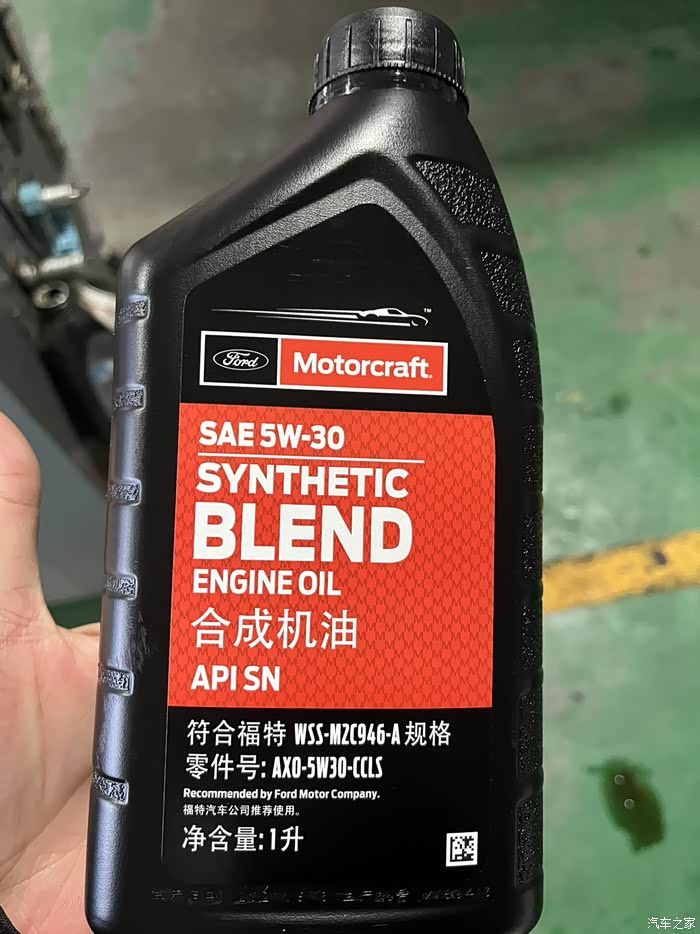 ™
Ford
Motorcraft®
SAE 5W-30
SYNTHETIC
BLEND
ENGINE OIL
合成机油
API SN
符合福特 WSS-M2C946-A 规格
零件号: AXO-5W30-CCLS
Recommended by Ford Motor Company.
福特汽车公司推荐使用。
净含量:1升
汽车之家